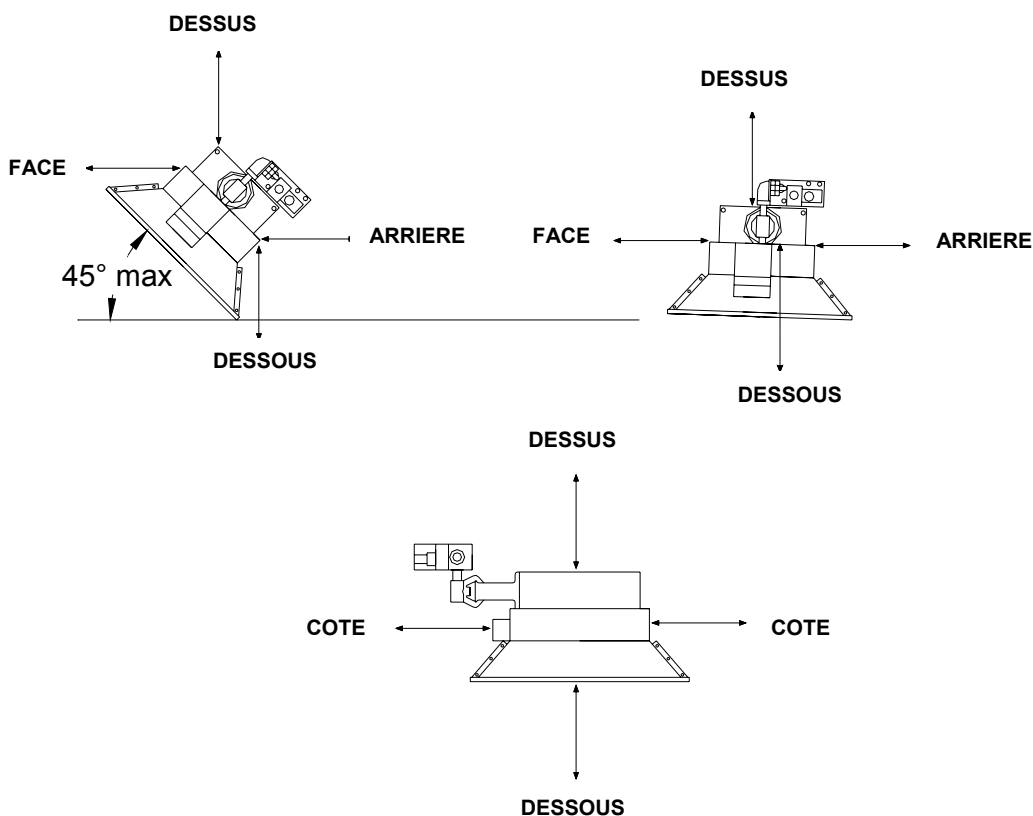 DESSUS
FACE
ARRIERE
45° max
DESSOUS
DESSUS
FACE
ARRIERE
DESSOUS
DESSUS
COTE
COTE
DESSOUS